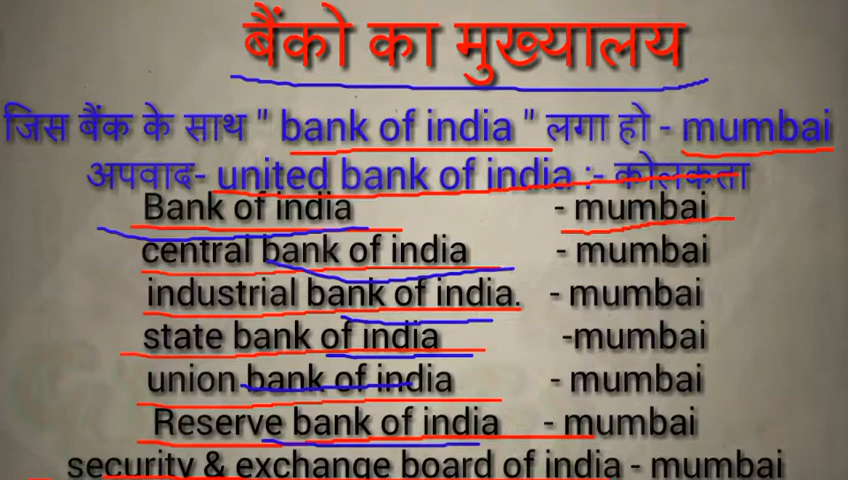 बैंको का मुख्यालय
जिस बैंक के साथ " bank of india " लगा हो - mumbai
अपवाद- united bank of india :- कोलकता
Bank of india - mumbai
central bank of india - mumbai
industrial bank of india. - mumbai
state bank of india -mumbai
union bank of india - mumbai
Reserve bank of india - mumbai
security & exchange board of india - mumbai